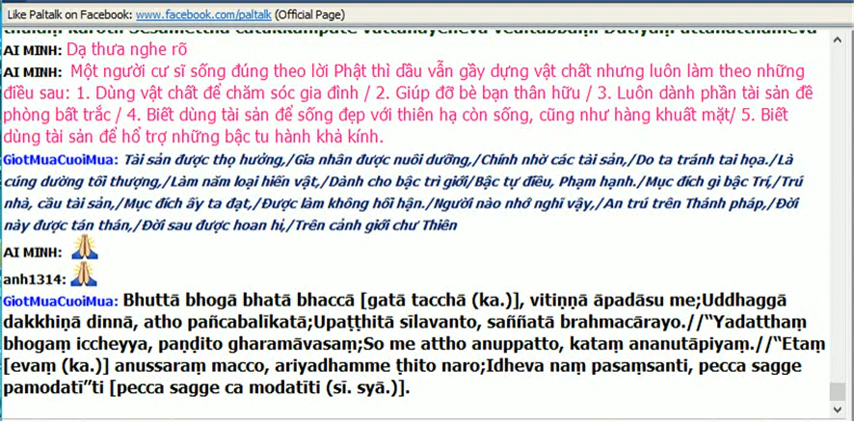 Like Paltalk on Facebook: www.facebook.com/paltalk (Official Page)
AI MINH: Dạ thưa nghe rõ
AI MINH: Một người cư sĩ sống đúng theo lời Phật thì dầu vẫn gầy dựng vật chất nhưng luôn làm theo những
điều sau: 1. Dùng vật chất để chăm sóc gia đình / 2. Giúp đỡ bè bạn thân hữu / 3. Luôn dành phần tài sản đề
phòng bất trắc / 4. Biết dùng tài sản để sống đẹp với thiên hạ còn sống, cũng như hàng khuất mặt/ 5. Biết
dùng tài sản để hổ trợ những bậc tu hành khả kính.
GiotMuaCuoiMua: Tài sản được thọ hưởng,/Gia nhân được nuôi dưỡng,/Chính nhờ các tài sản,/Do ta tránh tai họa./Là
cúng dường tối thượng,/Làm năm loại hiến vật,/Dành cho bậc trì giới/Bậc tự điều, Phạm hạnh./Mục đích gì bậc Trí,/Trú
nhà, cầu tài sản,/Mục đích ấy ta đạt,/Được làm không hối hận./Người nào nhớ nghĩ vậy,/An trú trên Thánh pháp,/Đời
này được tán thán,/Đời sau được hoan hỉ,/Trên cảnh giới chư Thiên
AI MINH:
anh1314:
GiotMuaCuoiMua: Bhuttā bhogā bhatā bhaccā [gatā tacchā (ka.)], vitiṇṇā āpadāsu me;Uddhaggā
dakkhiṇā dinnā, atho pañcabalīkatā;Upaṭṭhitā sīlavanto, saññatā brahmacārayo.//“Yadatthaṃ
bhogaṃ iccheyya, paṇḍito gharamāvasaṃ;So me attho anuppatto, kataṃ ananutāpiyaṃ.//“Etaṃ
[evaṃ (ka.)] anussaraṃ macco, ariyadhamme ṭhito naro;Idheva naṃ pasaṃsanti, pecca sagge
pamodatī”ti [pecca sagge ca modatīti (sī. syā.)].